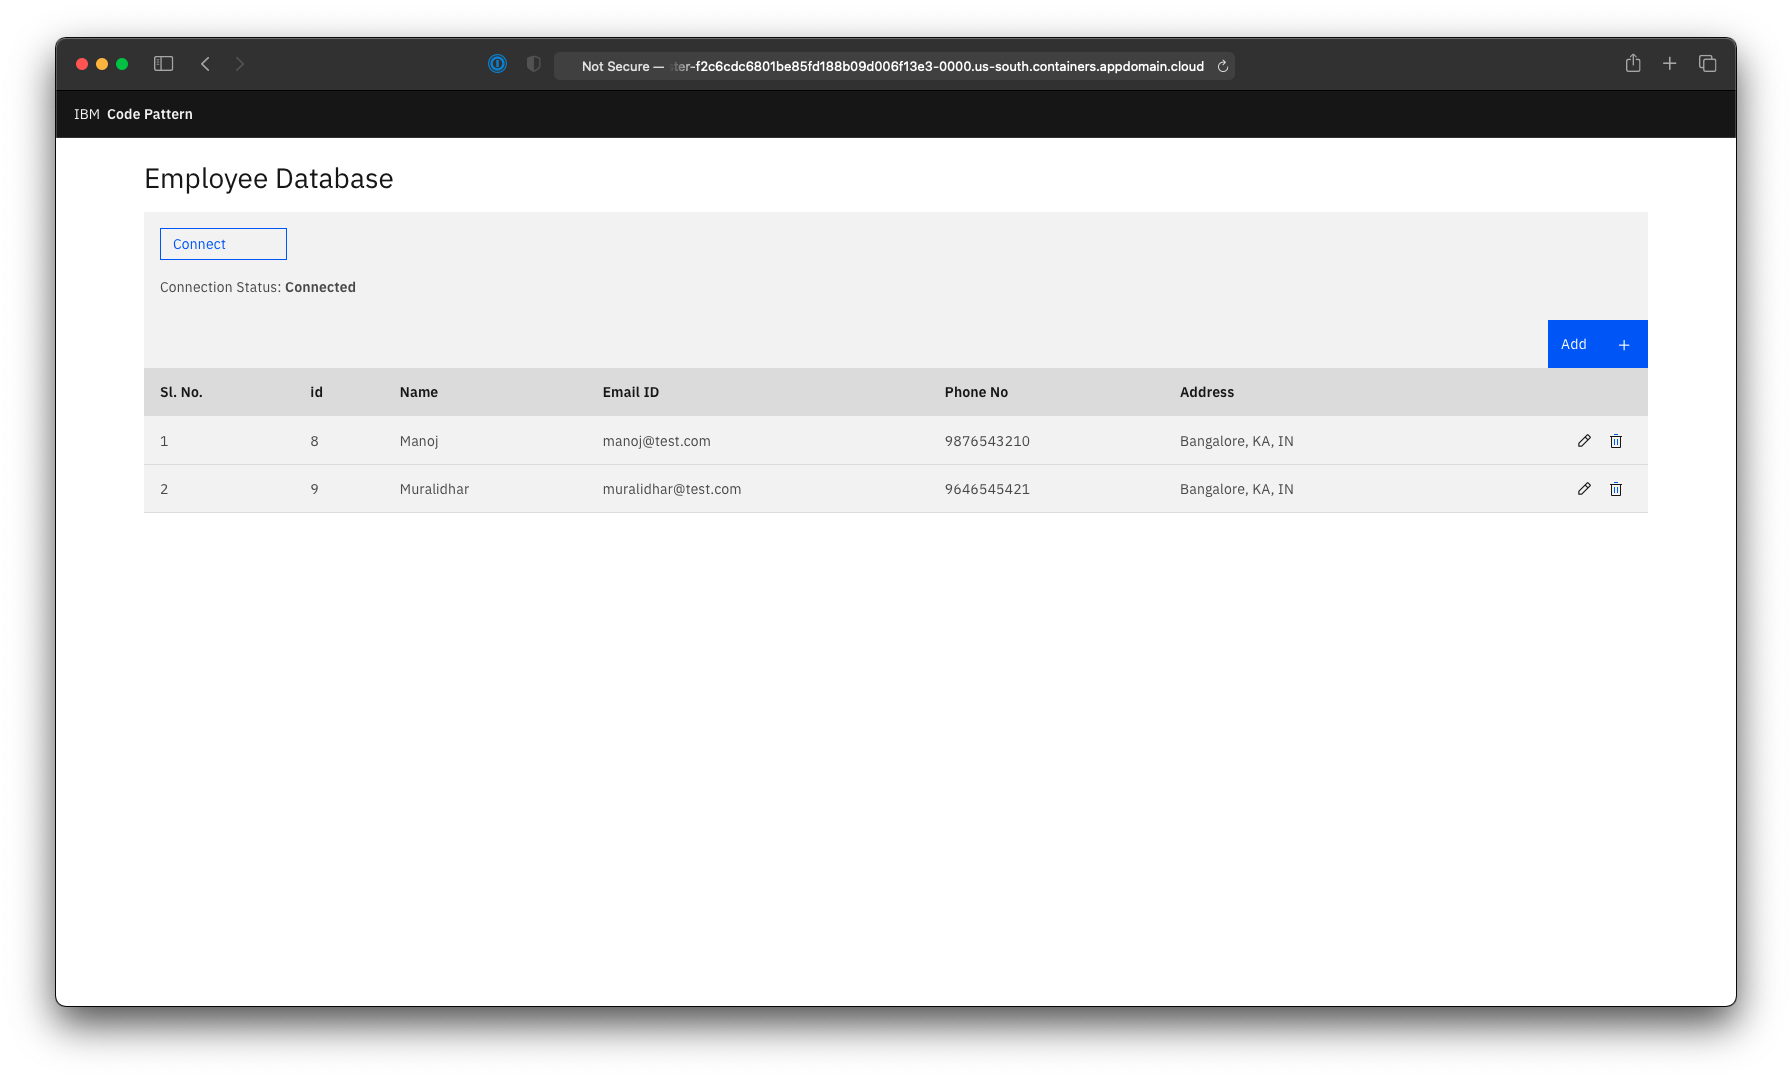 Not Secure — ter-f2c6cdc6801be85fd188b09d006f13e3-0000.us-south.containers.appdomain.cloud
IBM Code Pattern
Employee Database
Connect
Connection Status: Connected
Add +
Sl. No. id Name Email ID Phone No Address
1 8 Manoj manoj@test.com 9876543210 Bangalore, KA, IN
2 9 Muralidhar muralidhar@test.com 9646545421 Bangalore, KA, IN